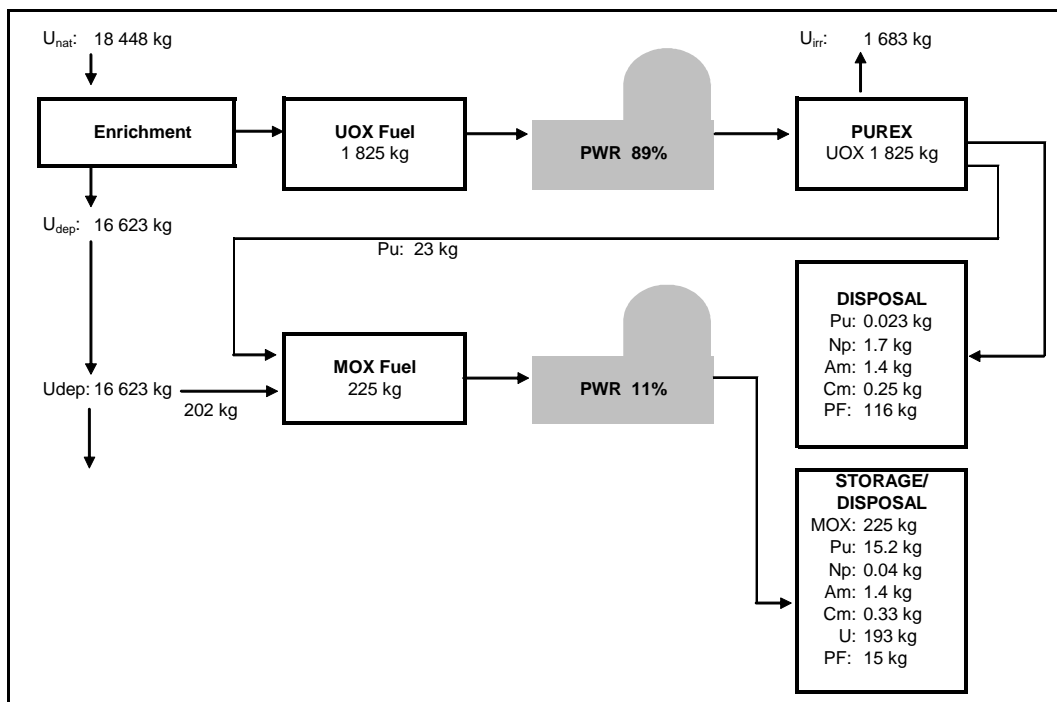 Unat: 18 448 kg
Uirr: 1 683 kg
Enrichment
UOX Fuel
1 825 kg
PWR 89%
PUREX
UOX 1 825 kg
Udep: 16 623 kg
Pu: 23 kg
MOX Fuel
225 kg
PWR 11%
Udep: 16 623 kg
202 kg
DISPOSAL
Pu: 0.023 kg
Np: 1.7 kg
Am: 1.4 kg
Cm: 0.25 kg
PF: 116 kg
STORAGE/
DISPOSAL
MOX: 225 kg
Pu: 15.2 kg
Np: 0.04 kg
Am: 1.4 kg
Cm: 0.33 kg
U: 193 kg
PF: 15 kg